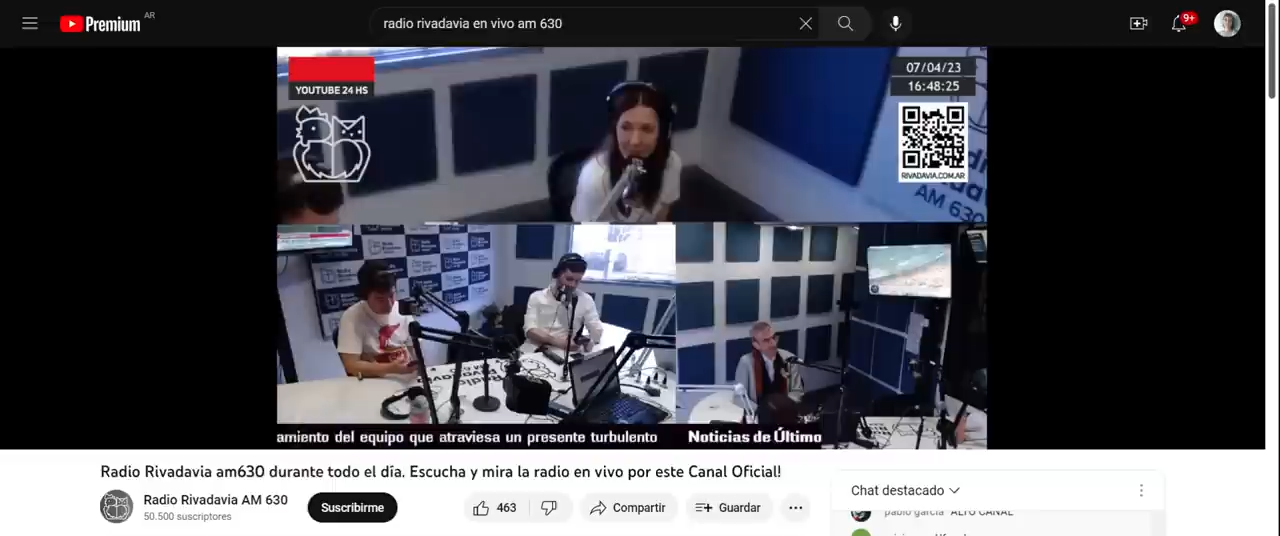 Premium AR
radio rivadavia en vivo am 630
9+
YOUTUBE 24 HS
07/04/23
16:48:25
RIVADAVIA.COM.AR
AM 630
amiento del equipo que atraviesa un presente turbulento
Noticias de Último
Radio Rivadavia am630 durante todo el día. Escucha y mira la radio en vivo por este Canal Oficial!
Radio Rivadavia AM 630
50.500 suscriptores
Suscribirme
463
Compartir
Guardar
Chat destacado
pablo garcia ALTO CANAL